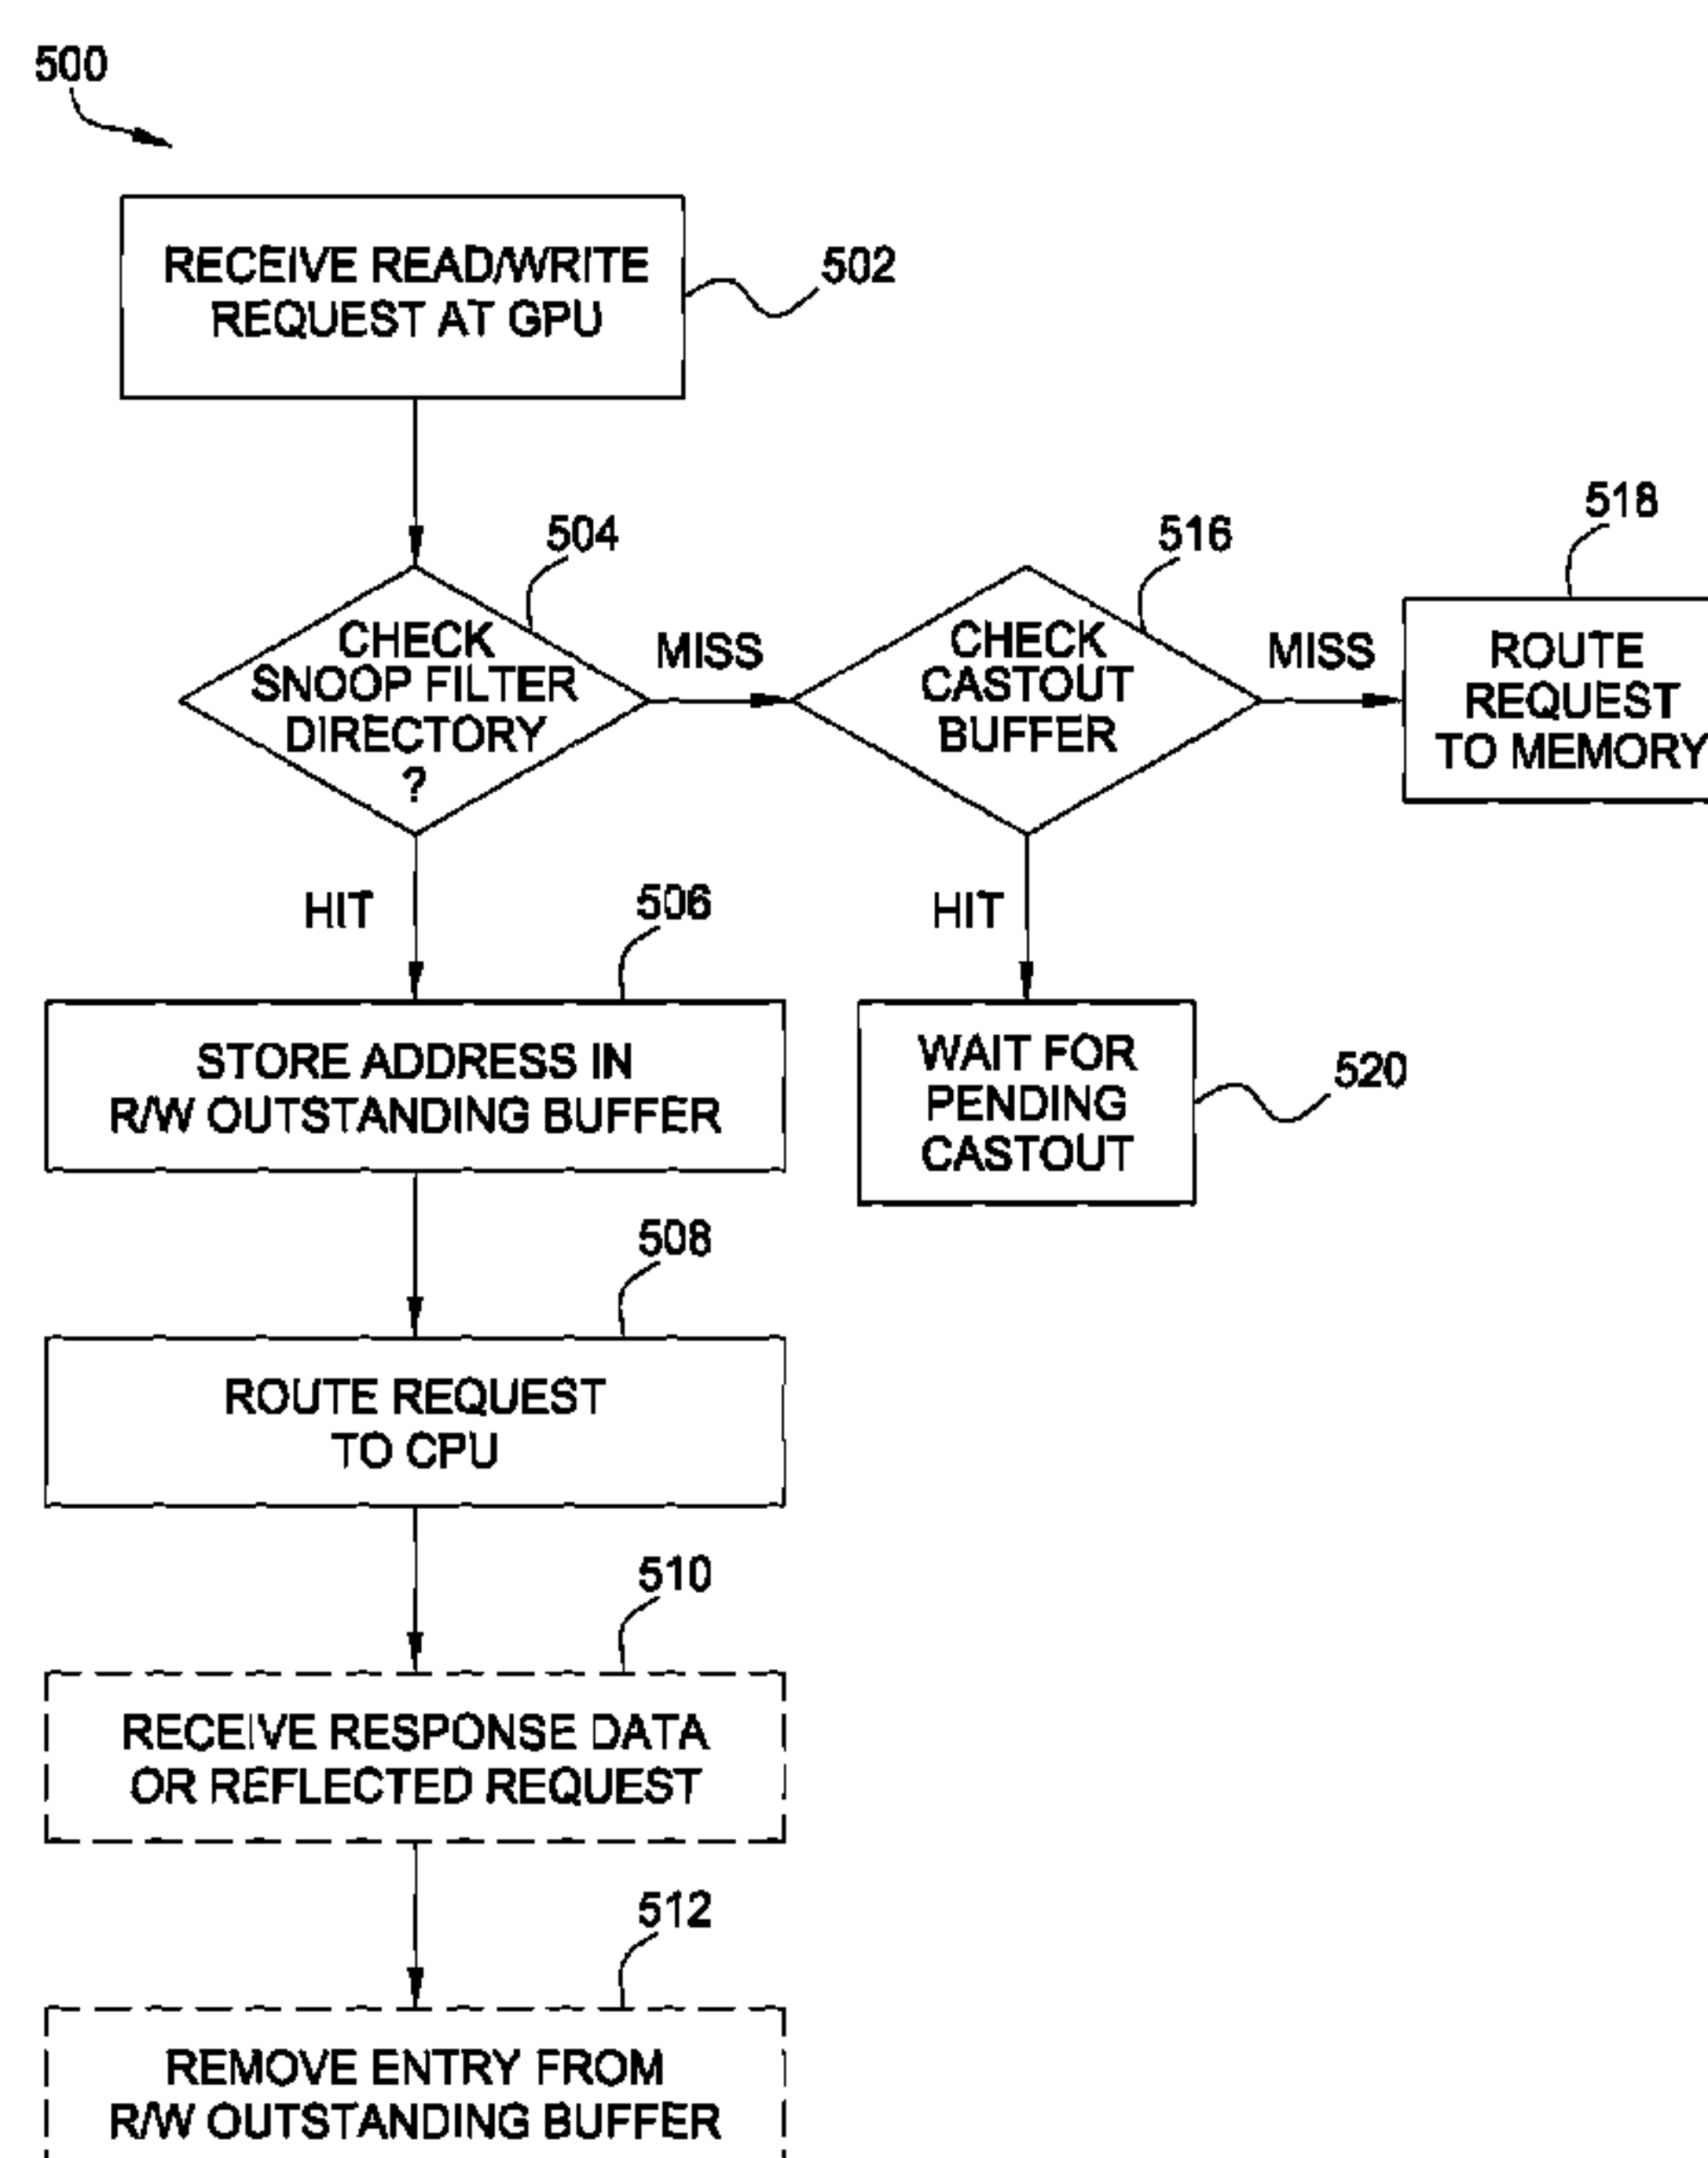 500
RECEIVE READ/WRITE
REQUEST AT GPU
502
504
CHECK
SNOOP FILTER
DIRECTORY
?
MISS
516
CHECK
CASTOUT
BUFFER
MISS
518
ROUTE
REQUEST
TO MEMORY
HIT
506
STORE ADDRESS IN
R/W OUTSTANDING BUFFER
HIT
WAIT FOR
PENDING
CASTOUT
520
508
ROUTE REQUEST
TO CPU
510
RECEIVE RESPONSE DATA
OR REFLECTED REQUEST
512
REMOVE ENTRY FROM
R/W OUTSTANDING BUFFER